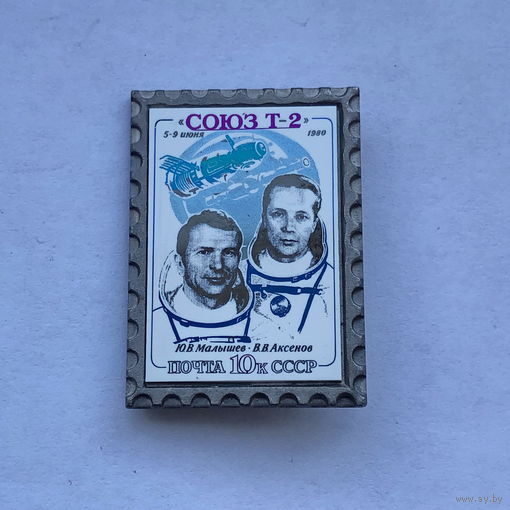 «СОЮЗ Т-2»
5-9 июня 1980
Ю.В. Малышев · В.В. Аксенов
ПОЧТА 10к СССР
© www.ay.by